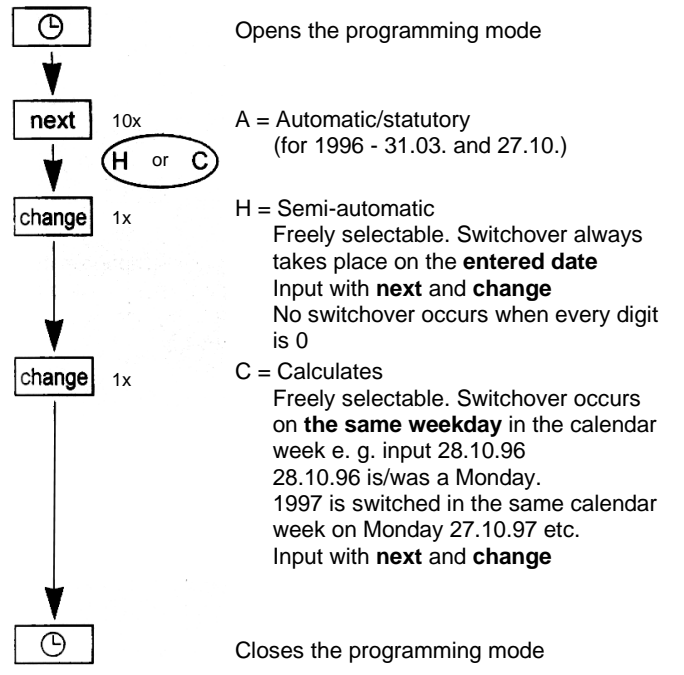 Opens the programming mode
next 10x
A = Automatic/statutory
(for 1996 - 31.03. and 27.10.)
H or C
change 1x
H = Semi-automatic
Freely selectable. Switchover always
takes place on the entered date
Input with next and change
No switchover occurs when every digit
is 0
change 1x
C = Calculates
Freely selectable. Switchover occurs
on the same weekday in the calendar
week e. g. input 28.10.96
28.10.96 is/was a Monday.
1997 is switched in the same calendar
week on Monday 27.10.97 etc.
Input with next and change
Closes the programming mode